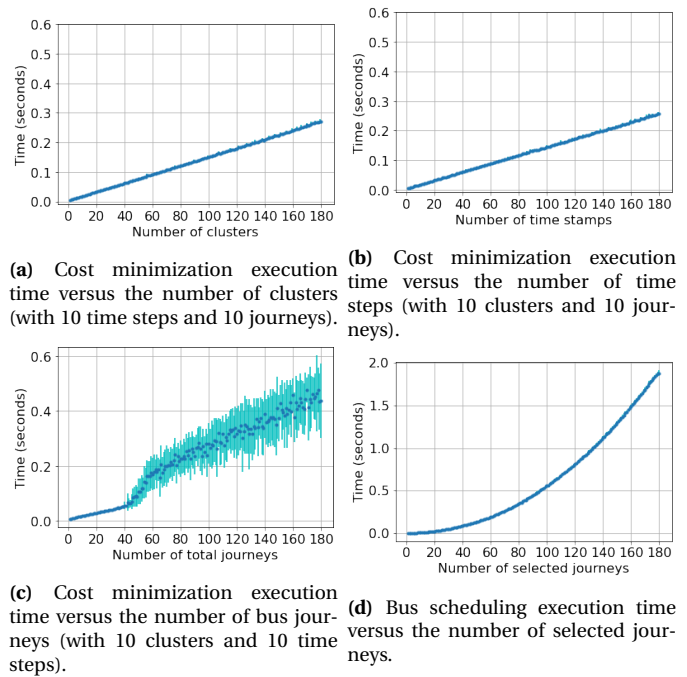 0.6
0.5
0.4
0.3
0.2
0.1
0.0
Time (seconds)
0 20 40 60 80 100 120 140 160 180
Number of clusters
(a) Cost minimization execution
time versus the number of clusters
(with 10 time steps and 10 journeys).
0.6
0.5
0.4
0.3
0.2
0.1
0.0
Time (seconds)
0 20 40 60 80 100 120 140 160 180
Number of time stamps
(b) Cost minimization execution
time versus the number of time
steps (with 10 clusters and 10 jour-
neys).
0.6
0.4
0.2
0.0
Time (seconds)
0 20 40 60 80 100 120 140 160 180
Number of total journeys
(c) Cost minimization execution
time versus the number of bus jour-
neys (with 10 clusters and 10 time
steps).
2.0
1.5
1.0
0.5
0.0
Time (seconds)
0 20 40 60 80 100 120 140 160 180
Number of selected journeys
(d) Bus scheduling execution time
versus the number of selected jour-
neys.